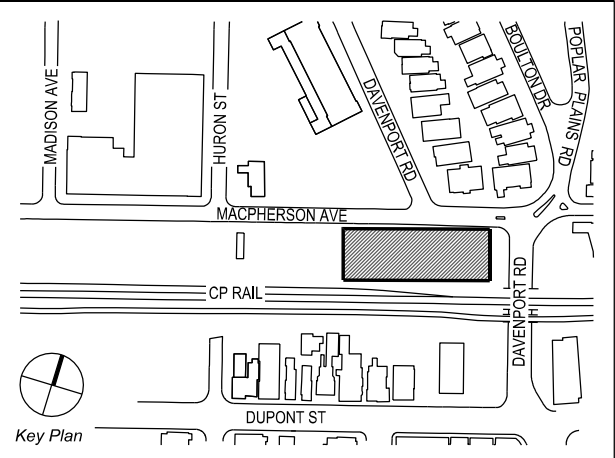 MADISON AVE
HURON ST
DAVENPORT RD
BOULTON DR
POPLAR PLAINS RD
MACPHERSON AVE
CP RAIL
DAVENPORT RD
DUPONT ST
Key Plan